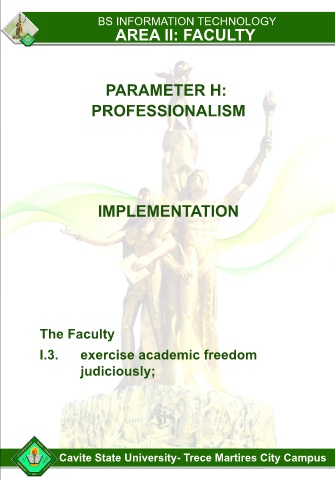 BS INFORMATION TECHNOLOGY
AREA II: FACULTY
PARAMETER H:
PROFESSIONALISM
IMPLEMENTATION
The Faculty
I.3. exercise academic freedom
judiciously;
Cavite State University- Trece Martires City Campus